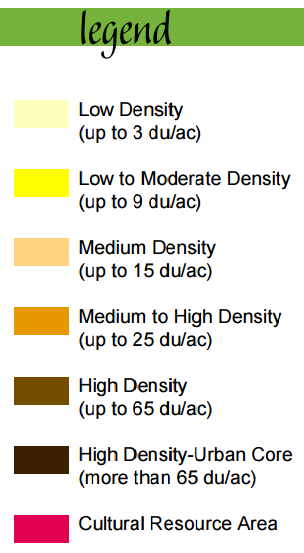 legend
Low Density
(up to 3 du/ac)
Low to Moderate Density
(up to 9 du/ac)
Medium Density
(up to 15 du/ac)
Medium to High Density
(up to 25 du/ac)
High Density
(up to 65 du/ac)
High Density-Urban Core
(more than 65 du/ac)
Cultural Resource Area